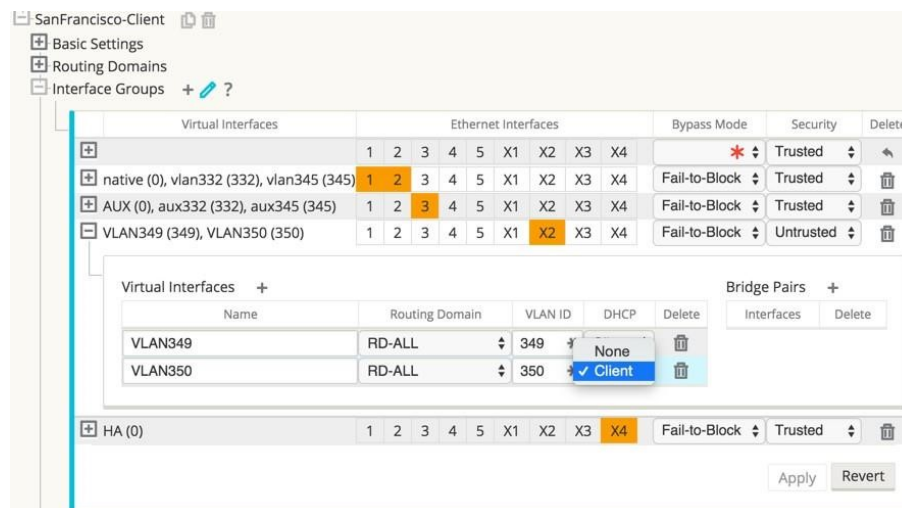 SanFrancisco-Client
Basic Settings
Routing Domains
Interface Groups + ?
Virtual Interfaces Ethernet Interfaces Bypass Mode Security Delete
1 2 3 4 5 X1 X2 X3 X4 * Trusted
native (0), vlan332 (332), vlan345 (345) 1 2 3 4 5 X1 X2 X3 X4 Fail-to-Block Trusted
AUX (0), aux332 (332), aux345 (345) 1 2 3 4 5 X1 X2 X3 X4 Fail-to-Block Trusted
VLAN349 (349), VLAN350 (350) 1 2 3 4 5 X1 X2 X3 X4 Fail-to-Block Untrusted
Virtual Interfaces + Bridge Pairs +
Name Routing Domain VLAN ID DHCP Delete Interfaces Delete
VLAN349 RD-ALL 349 None
VLAN350 RD-ALL 350 ✓ Client
HA (0) 1 2 3 4 5 X1 X2 X3 X4 Fail-to-Block Trusted
Apply Revert